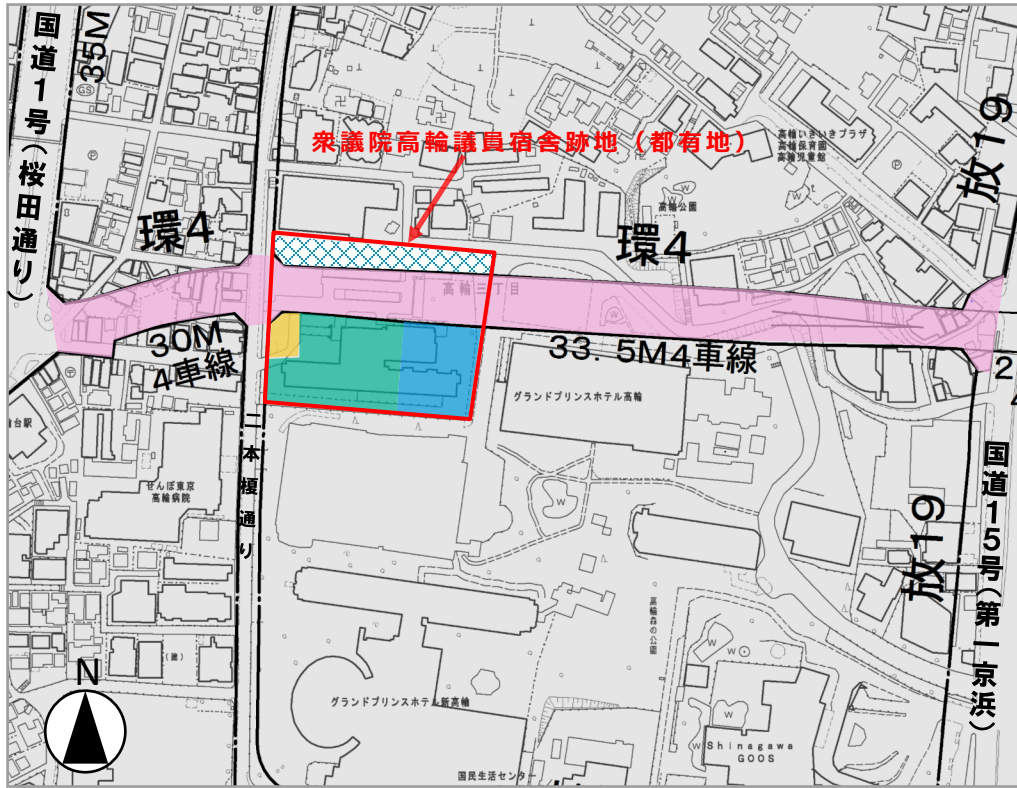 国道１号（桜田通り）
35M
GS
環4
衆議院高輪議員宿舎跡地（都有地）
高輪いきいきプラザ
高輪保育園
高輪児童館
放19
高輪公園
W
W
環4
高輪三丁目
30M
4車線
33. 5M4車線
2
グランドプリンスホテル高輪
台駅
せんぽ東京
高輪病院
二本榎通り
W
国道１５号（第一京浜）
放19
高輪森の公園
(建)
N
グランドプリンスホテル新高輪
W
W
W
W
Shinagawa
GOOS
国民生活センター